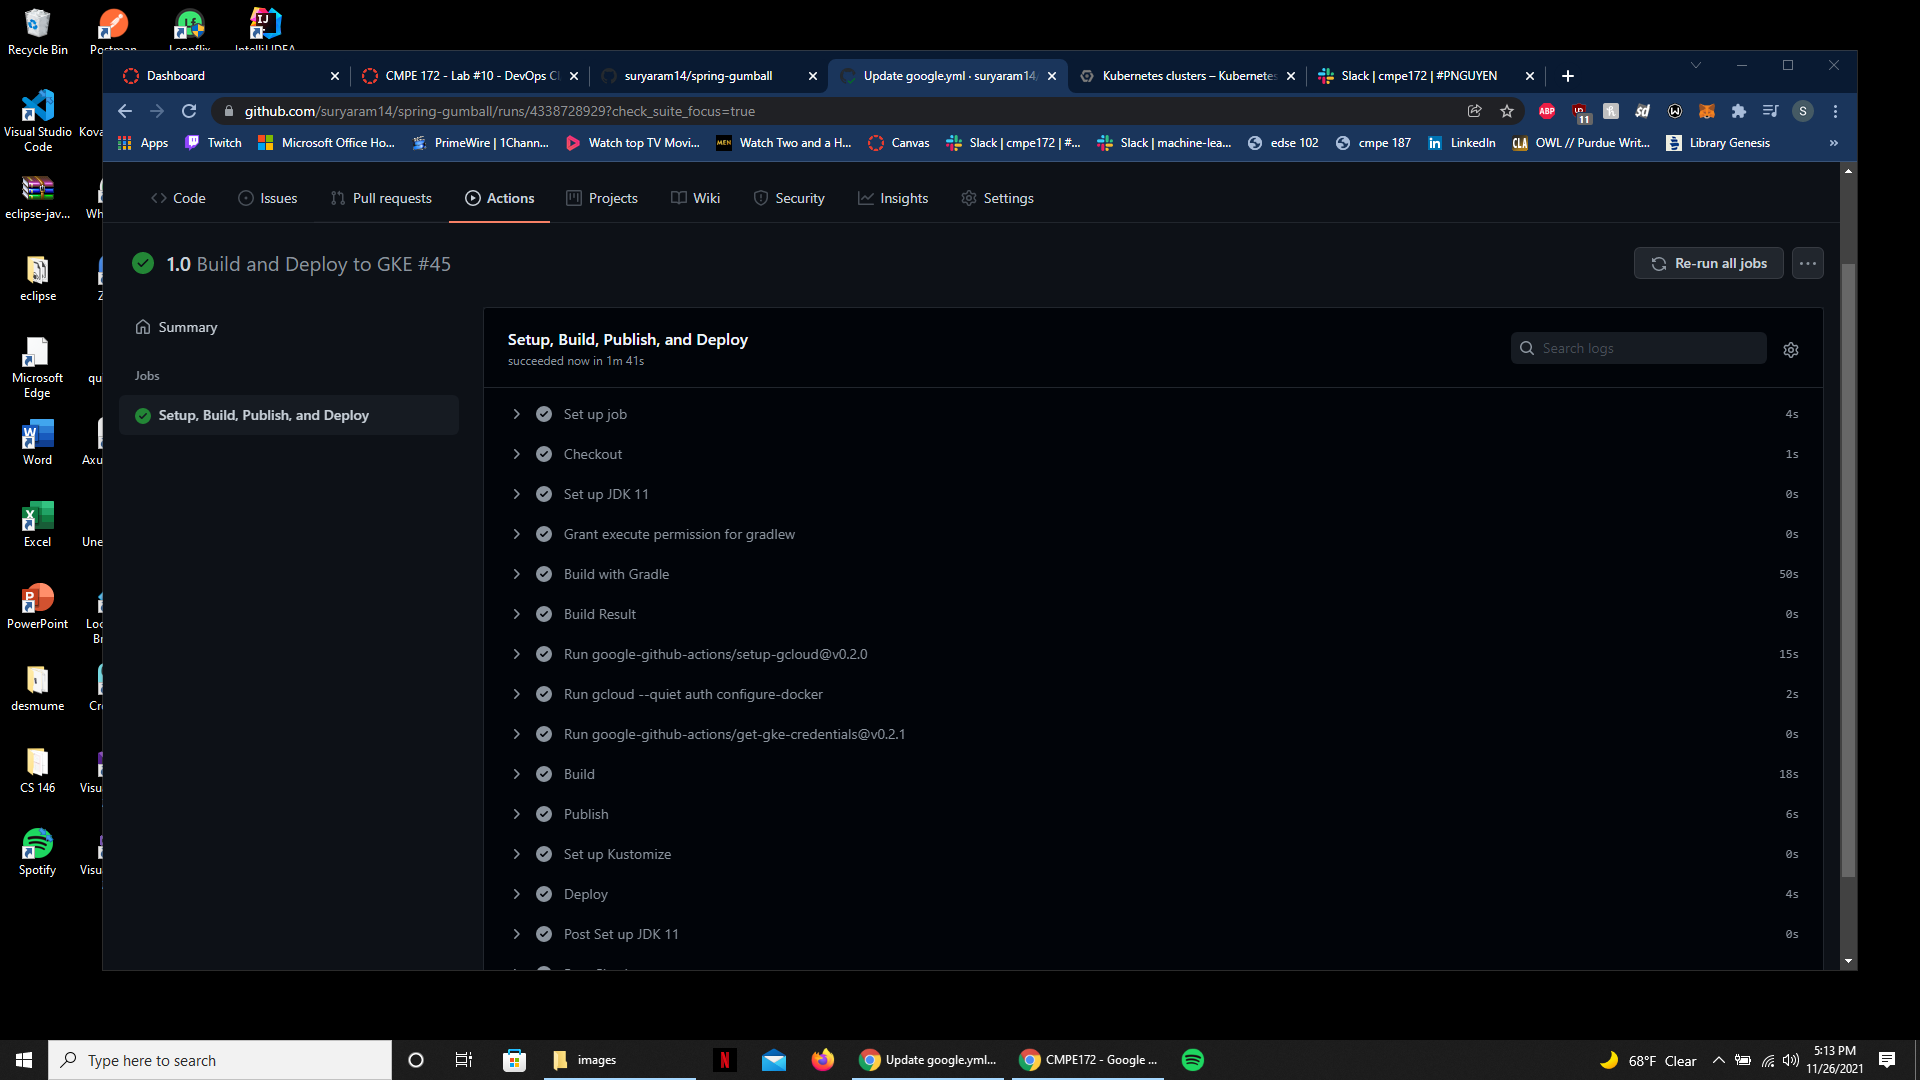 Recycle Bin
Postman
Leonflix
IntelliJ IDEA
Visual Studio Code
Kova
eclipse-jav...
Wh
eclipse
Z
Microsoft Edge
qu
Word
Axu
Excel
Une
PowerPoint
Loc
Br
desmume
Cr
CS 146
Visu
Spotify
Visu
Dashboard
CMPE 172 - Lab #10 - DevOps CI
suryaram14/spring-gumball
Update google.yml · suryaram14/
Kubernetes clusters – Kubernetes
Slack | cmpe172 | #PNGUYEN
github.com/suryaram14/spring-gumball/runs/4338728929?check_suite_focus=true
ABP
11
S
Apps
Twitch
Microsoft Office Ho...
PrimeWire | 1Chann...
Watch top TV Movi...
MEN
Watch Two and a H...
Canvas
Slack | cmpe172 | #...
Slack | machine-lea...
edse 102
cmpe 187
LinkedIn
OWL // Purdue Writ...
Library Genesis
»
Code
Issues
Pull requests
Actions
Projects
Wiki
Security
Insights
Settings
1.0 Build and Deploy to GKE #45
Re-run all jobs
Summary
Jobs
Setup, Build, Publish, and Deploy
Setup, Build, Publish, and Deploy
succeeded now in 1m 41s
Search logs
Set up job 4s
Checkout 1s
Set up JDK 11 0s
Grant execute permission for gradlew 0s
Build with Gradle 50s
Build Result 0s
Run google-github-actions/setup-gcloud@v0.2.0 15s
Run gcloud --quiet auth configure-docker 2s
Run google-github-actions/get-gke-credentials@v0.2.1 0s
Build 18s
Publish 6s
Set up Kustomize 0s
Deploy 4s
Post Set up JDK 11 0s
Type here to search
images
Update google.yml...
CMPE172 - Google ...
68°F Clear
5:13 PM
11/26/2021